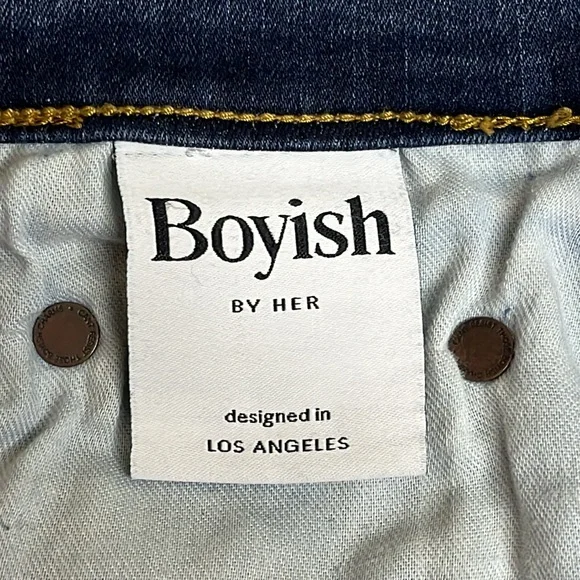 Boyish
BY HER
designed in
LOS ANGELES